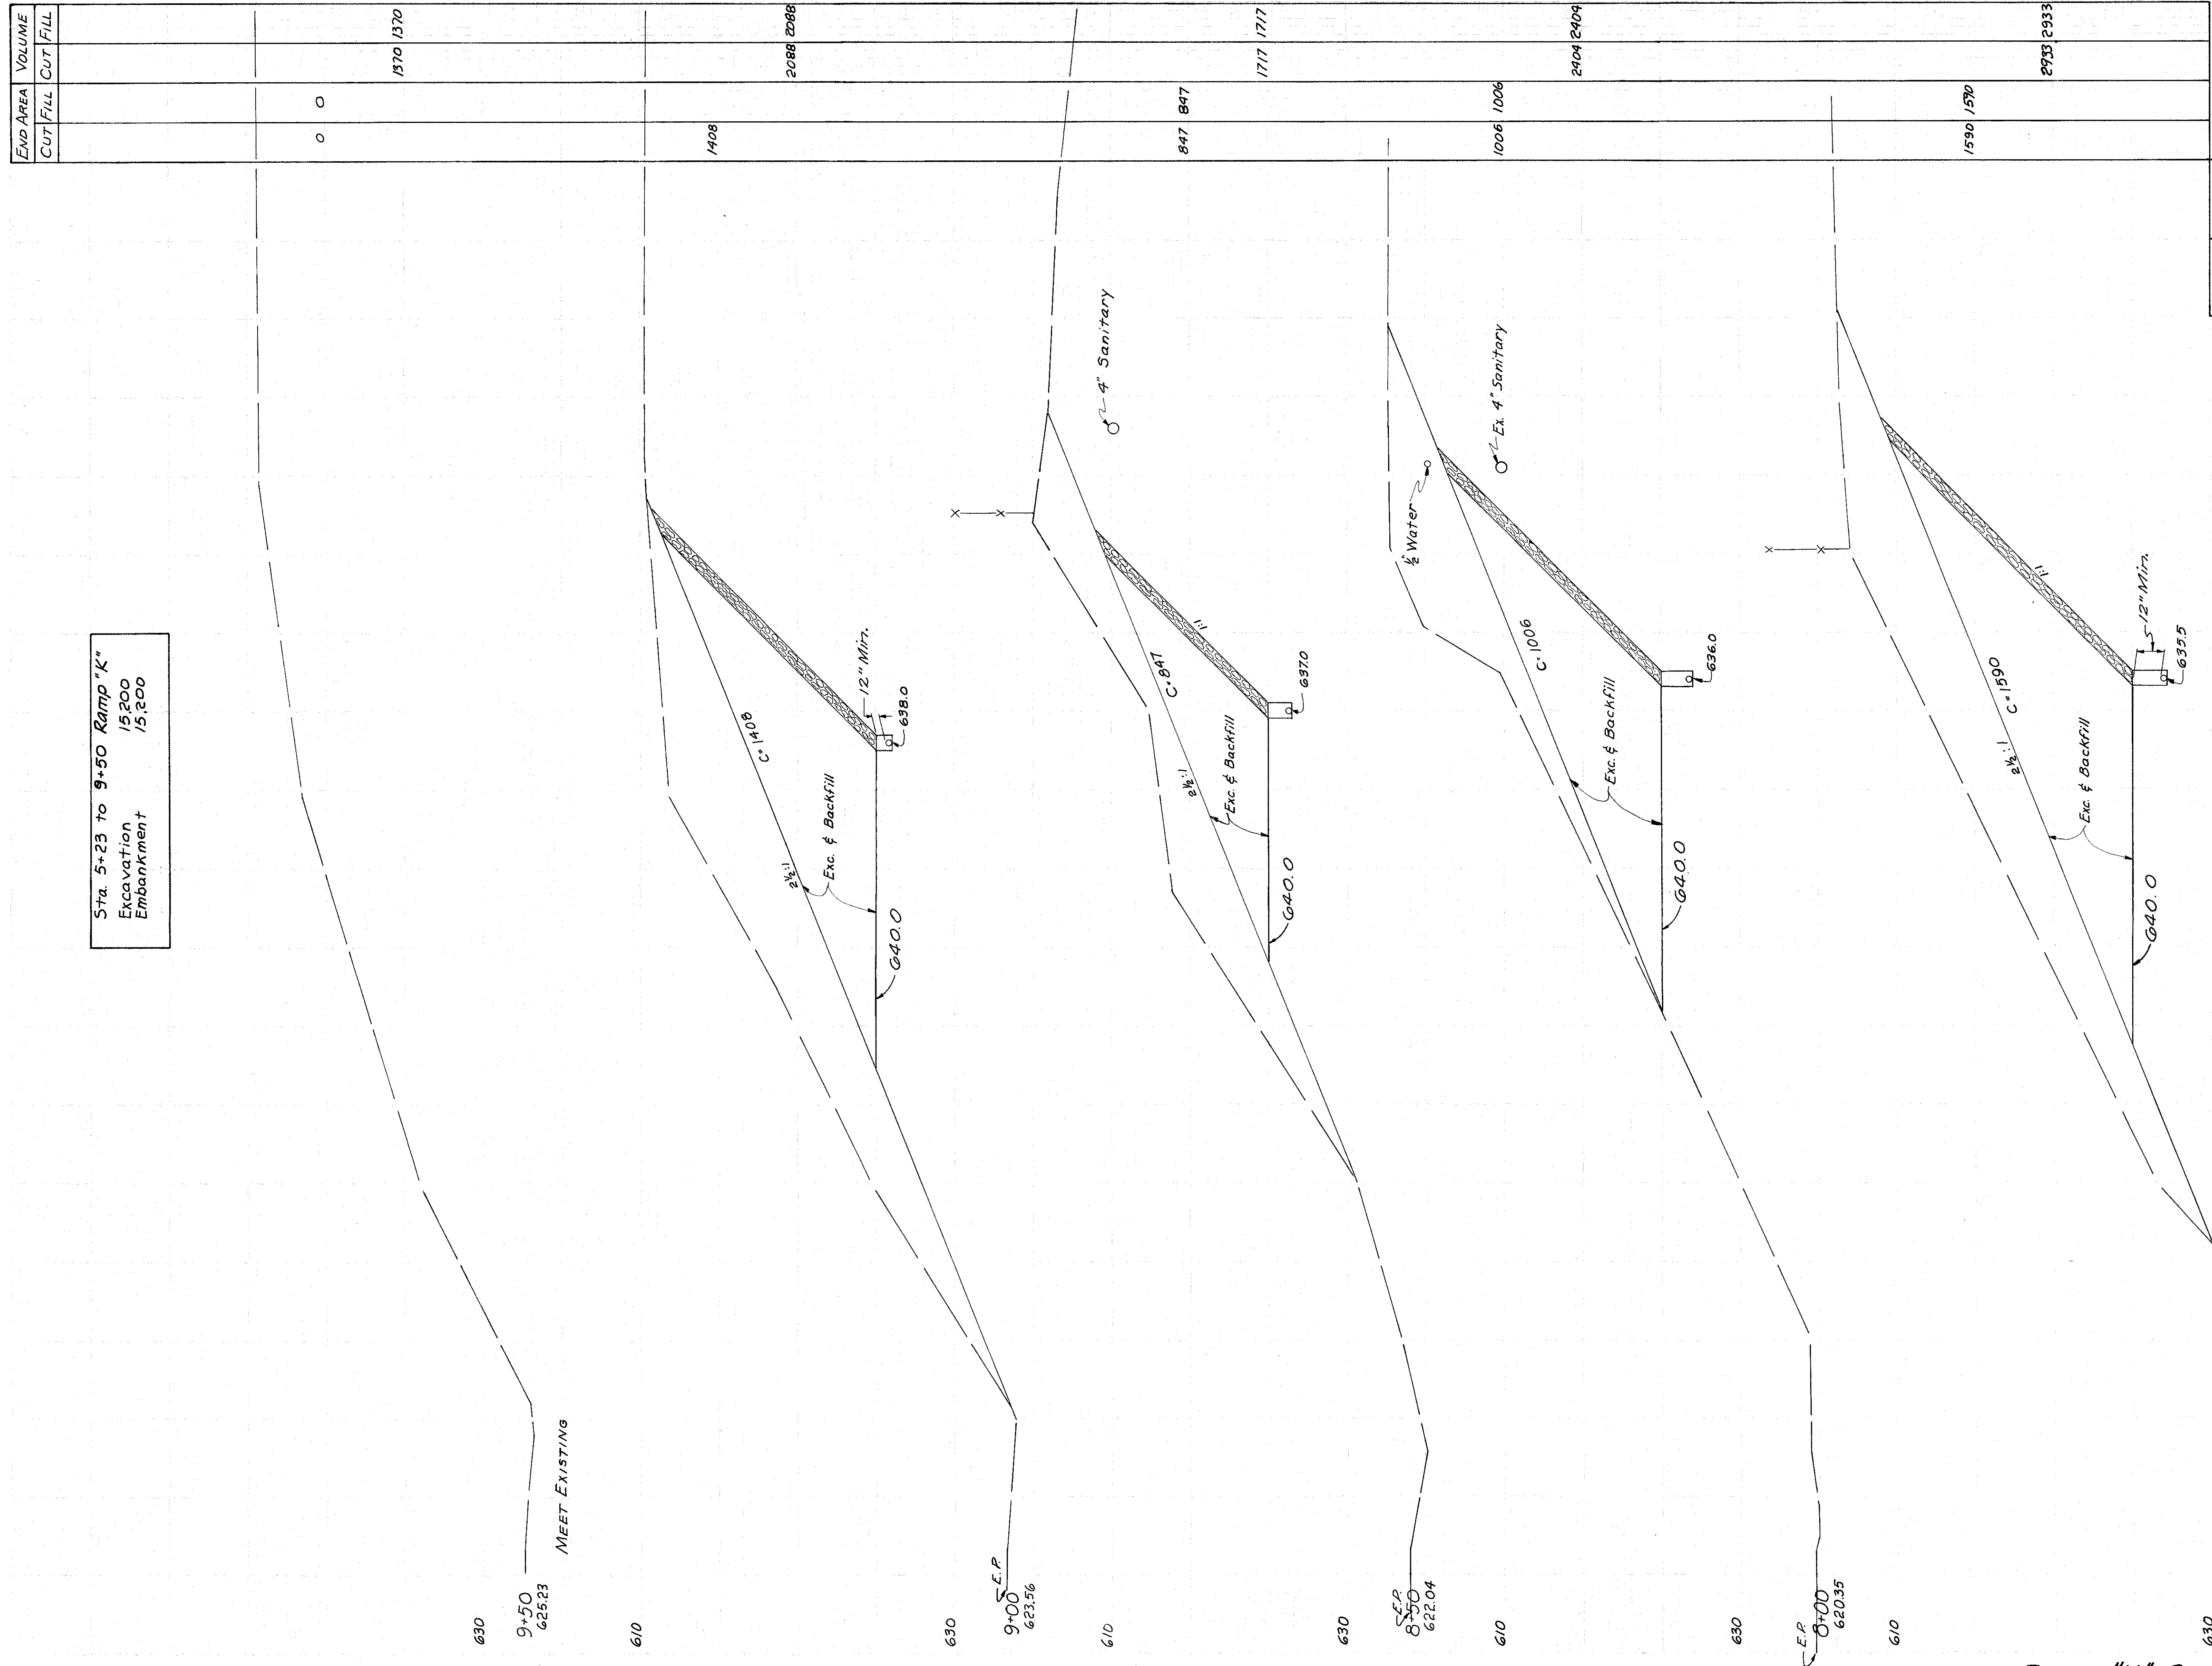 END AREA VOLUME
CUT FILL CUT FILL
0 0
1370 1370
1408
2088 2088
847 847
1717 1717
1006 1006
2404 2404
1590 1590
2933 2933
Sta. 5+23 to 9+50 Ramp "K"
Excavation 15,200
Embankment 15,200
630
9+50
625.23
MEET EXISTING
610
C=1408
2½:1
Exc. & Backfill
640.0
12" Min.
638.0
630
E.P.
9+00
623.56
610
4" Sanitary
C=847
2½:1
1:1
Exc. & Backfill
640.0
637.0
630
E.P.
8+50
622.04
610
½" Water
Ex. 4" Sanitary
C=1006
Exc. & Backfill
640.0
636.0
630
E.P.
8+00
620.35
610
C=1590
2½:1
1:1
Exc. & Backfill
640.0
12" Min.
635.5
630